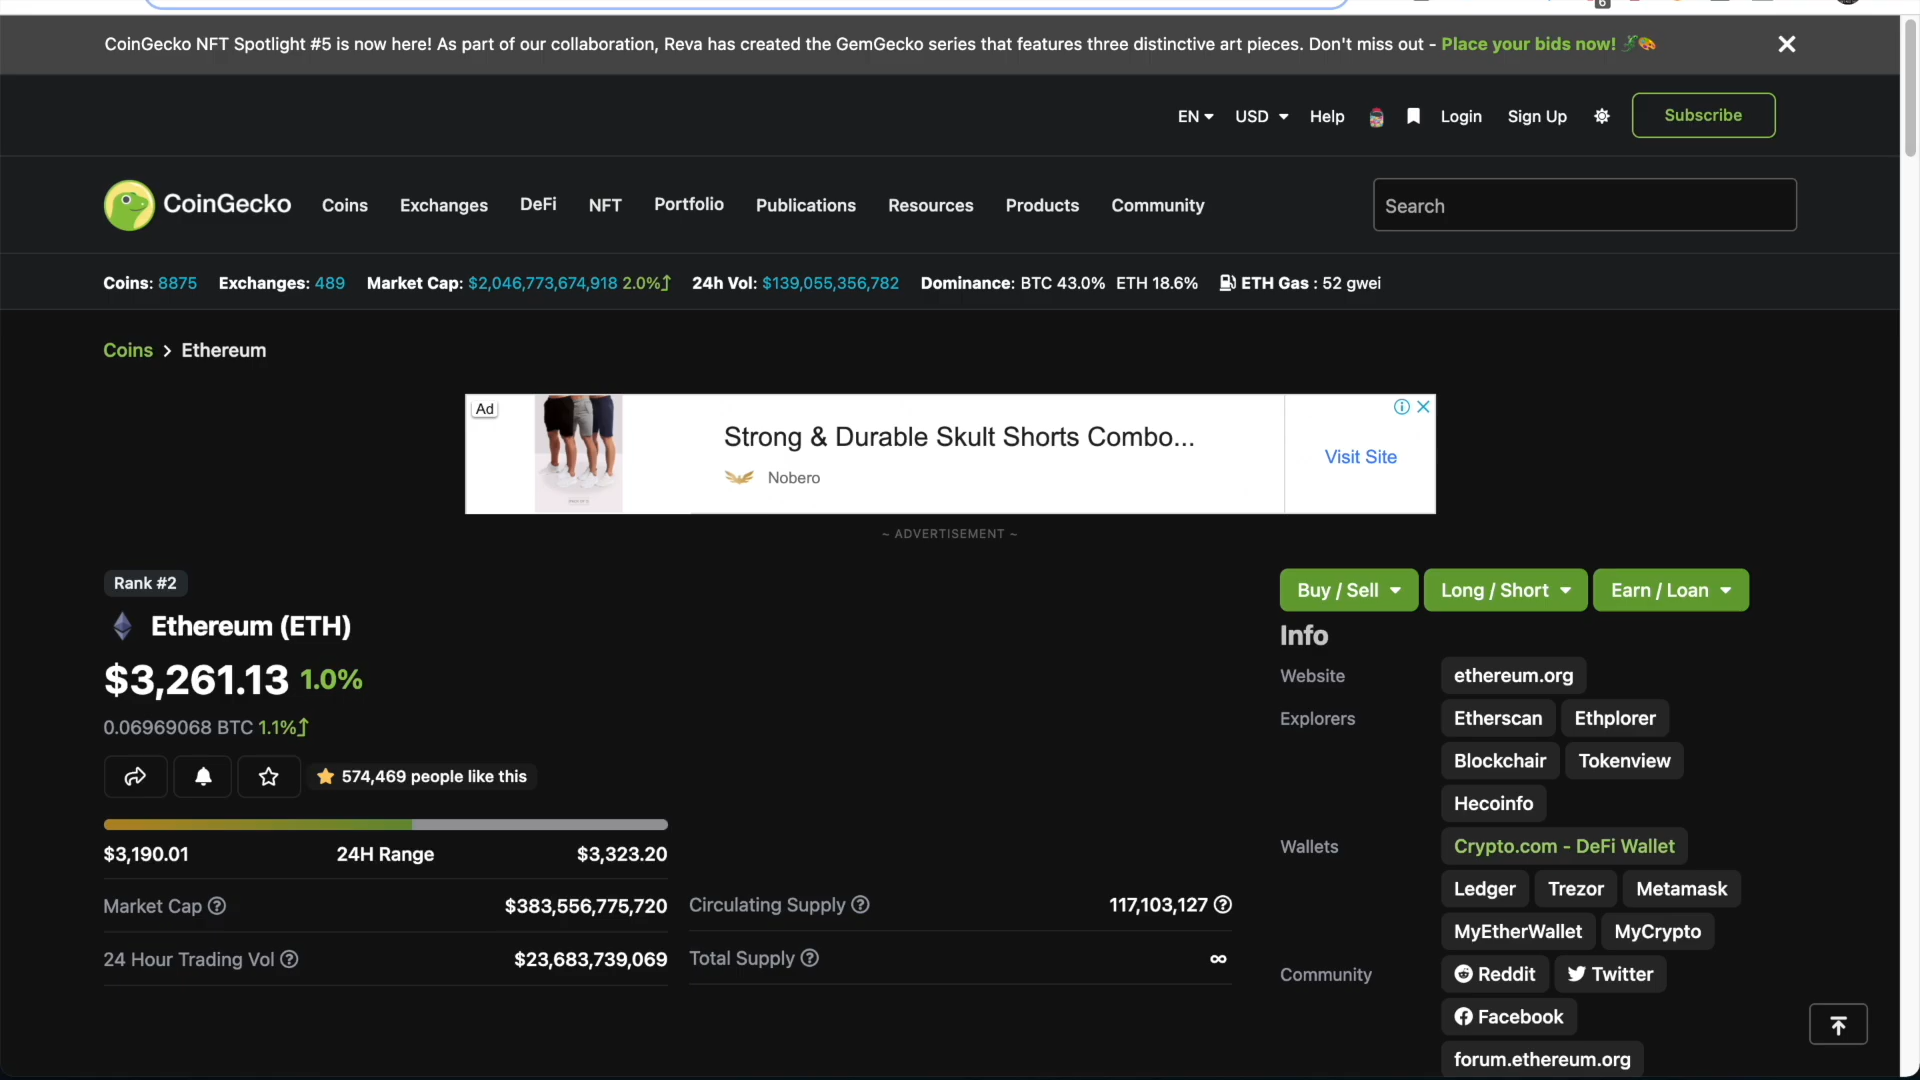 6
CoinGecko NFT Spotlight #5 is now here! As part of our collaboration, Reva has created the GemGecko series that features three distinctive art pieces. Don't miss out - Place your bids now!
EN USD Help Login Sign Up Subscribe
CoinGecko Coins Exchanges DeFi NFT Portfolio Publications Resources Products Community Search
Coins: 8875 Exchanges: 489 Market Cap: $2,046,773,674,918 2.0% 24h Vol: $139,055,356,782 Dominance: BTC 43.0% ETH 18.6% ETH Gas : 52 gwei
Coins > Ethereum
Ad
Strong & Durable Skult Shorts Combo...
Nobero
Visit Site
~ ADVERTISEMENT ~
Rank #2
Ethereum (ETH)
$3,261.13 1.0%
0.06969068 BTC 1.1%
574,469 people like this
$3,190.01 24H Range $3,323.20
Market Cap $383,556,775,720
24 Hour Trading Vol $23,683,739,069
Circulating Supply 117,103,127
Total Supply ∞
Buy / Sell Long / Short Earn / Loan
Info
Website ethereum.org
Explorers Etherscan Ethplorer
Blockchair Tokenview
Hecoinfo
Wallets Crypto.com - DeFi Wallet
Ledger Trezor Metamask
MyEtherWallet MyCrypto
Community Reddit Twitter
Facebook
forum.ethereum.org